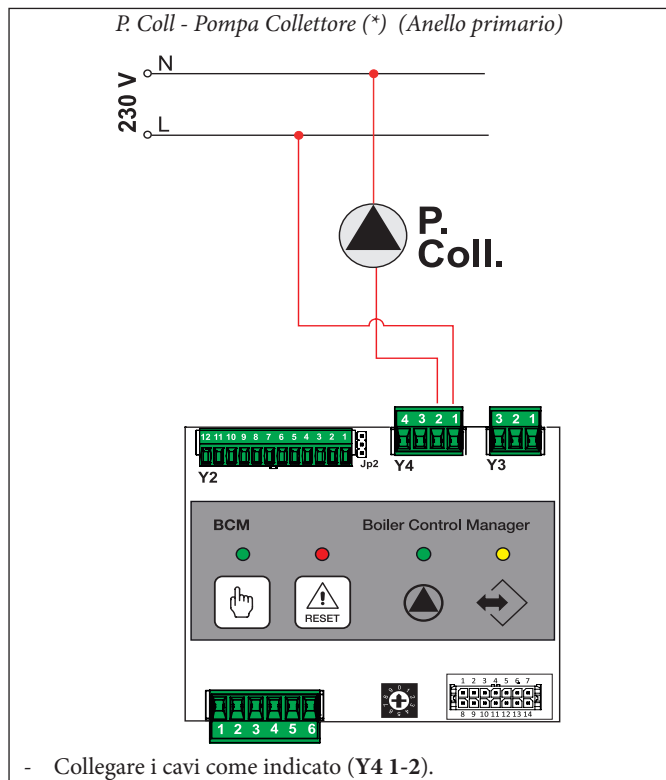 P. Coll - Pompa Collettore (*) (Anello primario)
230 V
N
L
P.
Coll.
12 11 10 9 8 7 6 5 4 3 2 1
Jp2
Y2
4 3 2 1
Y4
3 2 1
Y3
BCM
Boiler Control Manager
RESET
1 2 3 4 5 6
0
1 2 3 4 5 6 7
8 9 10 11 12 13 14
- Collegare i cavi come indicato (Y4 1-2).